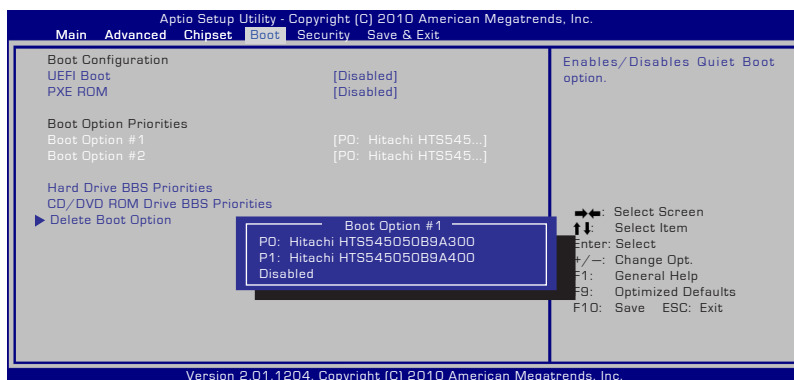 Aptio Setup Utility - Copyright (C) 2010 American Megatrends, Inc.
Main Advanced Chipset Boot Security Save & Exit
Boot Configuration
UEFI Boot [Disabled]
PXE ROM [Disabled]
Boot Option Priorities
Boot Option #1 [P0: Hitachi HTS545...]
Boot Option #2 [P0: Hitachi HTS545...]
Hard Drive BBS Priorities
CD/DVD ROM Drive BBS Priorities
Delete Boot Option
Boot Option #1
P0: Hitachi HTS545050B9A300
P1: Hitachi HTS545050B9A400
Disabled
Enables/Disables Quiet Boot
option.
→←: Select Screen
↑↓: Select Item
Enter: Select
+/—: Change Opt.
F1: General Help
F9: Optimized Defaults
F10: Save ESC: Exit
Version 2.01.1204. Copyright (C) 2010 American Megatrends, Inc.